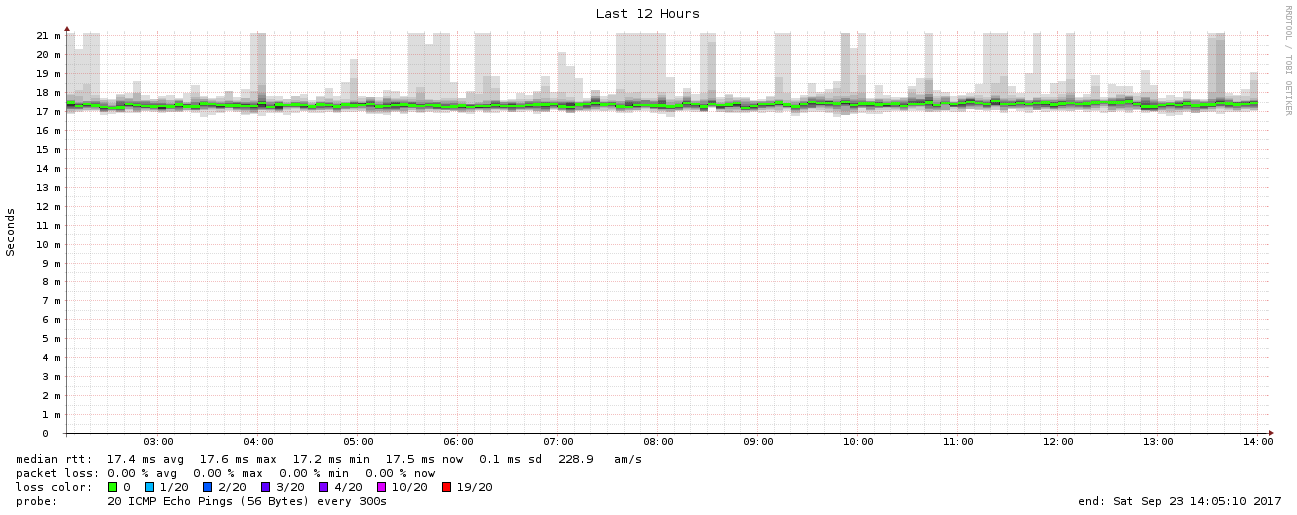 Last 12 Hours
RRDTOOL / TOBI OETIKER
Seconds
21 m
20 m
19 m
18 m
17 m
16 m
15 m
14 m
13 m
12 m
11 m
10 m
9 m
8 m
7 m
6 m
5 m
4 m
3 m
2 m
1 m
0
03:00 04:00 05:00 06:00 07:00 08:00 09:00 10:00 11:00 12:00 13:00 14:00
median rtt: 17.4 ms avg 17.6 ms max 17.2 ms min 17.5 ms now 0.1 ms sd 228.9 am/s
packet loss: 0.00 % avg 0.00 % max 0.00 % min 0.00 % now
loss color: 0 1/20 2/20 3/20 4/20 10/20 19/20
probe: 20 ICMP Echo Pings (56 Bytes) every 300s end: Sat Sep 23 14:05:10 2017